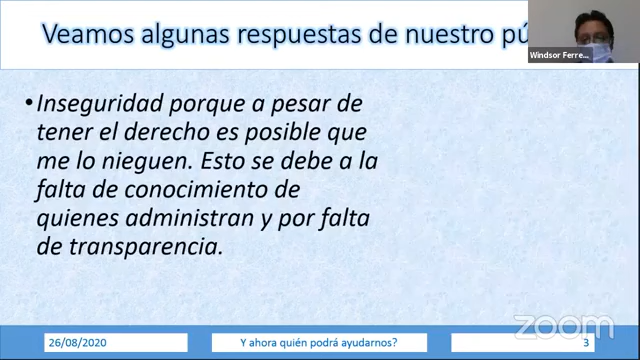 Veamos algunas respuestas de nuestro pú
Windsor Ferre...
• Inseguridad porque a pesar de
tener el derecho es posible que
me lo nieguen. Esto se debe a la
falta de conocimiento de
quienes administran y por falta
de transparencia.
zoom
26/08/2020
Y ahora quién podrá ayudarnos?
3